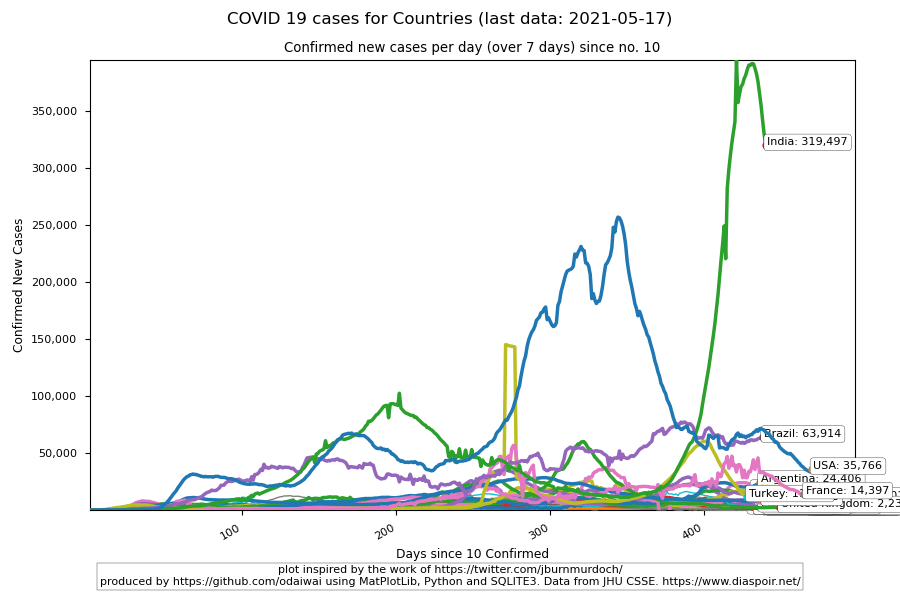 COVID 19 cases for Countries (last data: 2021-05-17)
Confirmed new cases per day (over 7 days) since no. 10
350,000
300,000
250,000
200,000
150,000
100,000
50,000
Confirmed New Cases
India: 319,497
Brazil: 63,914
USA: 35,766
Argentina: 24,406
France: 14,397
Turkey:
2,23
100
200
300
400
Days since 10 Confirmed
plot inspired by the work of https://twitter.com/jburnmurdoch/
produced by https://github.com/odaiwai using MatPlotLib, Python and SQLITE3. Data from JHU CSSE. https://www.diaspoir.net/